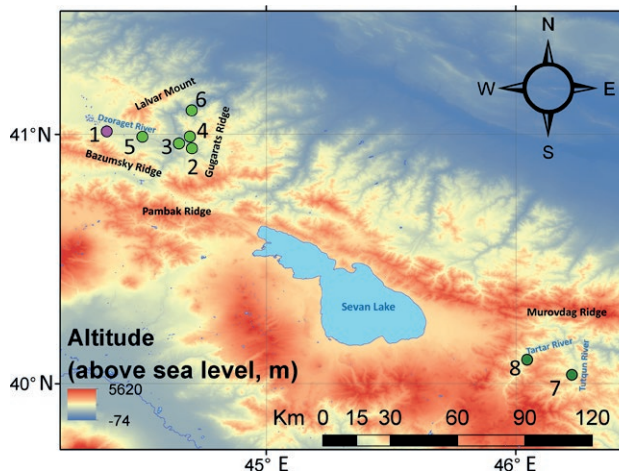 N
W
E
S
Lalvar Mount
6
41° N
1
Dzoraget River
5
3
4
2
Gugarats Ridge
Bazumsky Ridge
Pambak Ridge
Sevan Lake
Murovdag Ridge
Tartar River
8
7
Tutqun River
40° N
Altitude
(above sea level, m)
5620
-74
Km 0 15 30 60 90 120
45° E
46° E